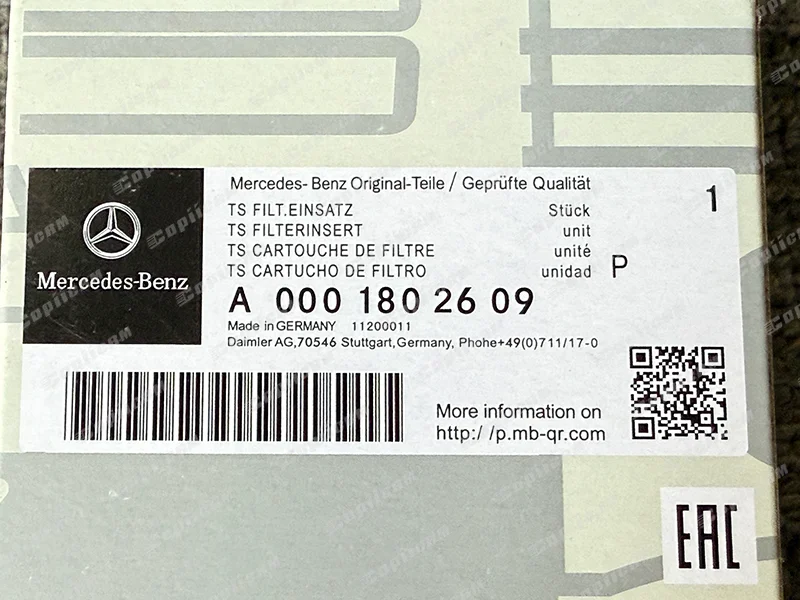 Mercedes-Benz
Mercedes- Benz Original-Teile / Geprüfte Qualität
1
TS FILT.EINSATZ Stück
TS FILTERINSERT unit
TS CARTOUCHE DE FILTRE unité
TS CARTUCHO DE FILTRO unidad
P
A 000 180 26 09
Made in GERMANY 11200011
Daimler AG,70546 Stuttgart,Germany, Phohe+49(0)711/17-0
More information on
http:/ /p.mb-qr.com
EAC
CopiiCRM